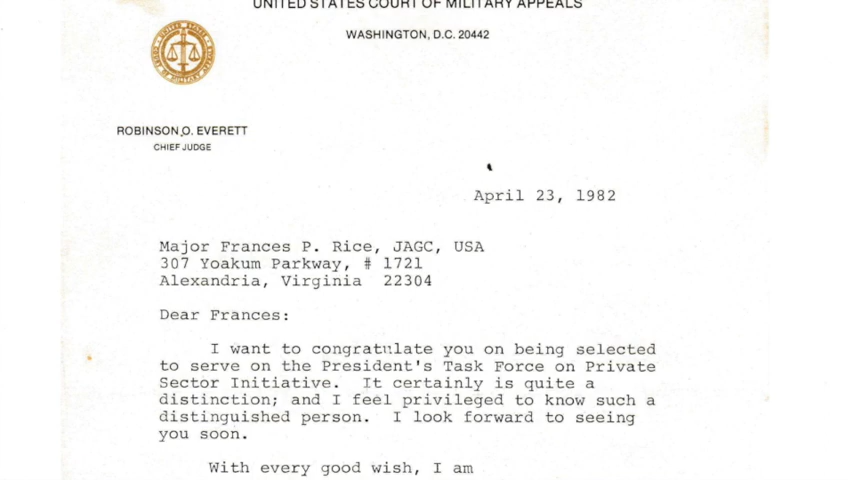 UNITED STATES COURT OF MILITARY APPEALS
WASHINGTON, D.C. 20442
ROBINSON O. EVERETT
CHIEF JUDGE
April 23, 1982
Major Frances P. Rice, JAGC, USA
307 Yoakum Parkway, # 1721
Alexandria, Virginia 22304
Dear Frances:
I want to congratulate you on being selected
to serve on the President's Task Force on Private
Sector Initiative. It certainly is quite a
distinction; and I feel privileged to know such a
distinguished person. I look forward to seeing
you soon.
With every good wish, I am